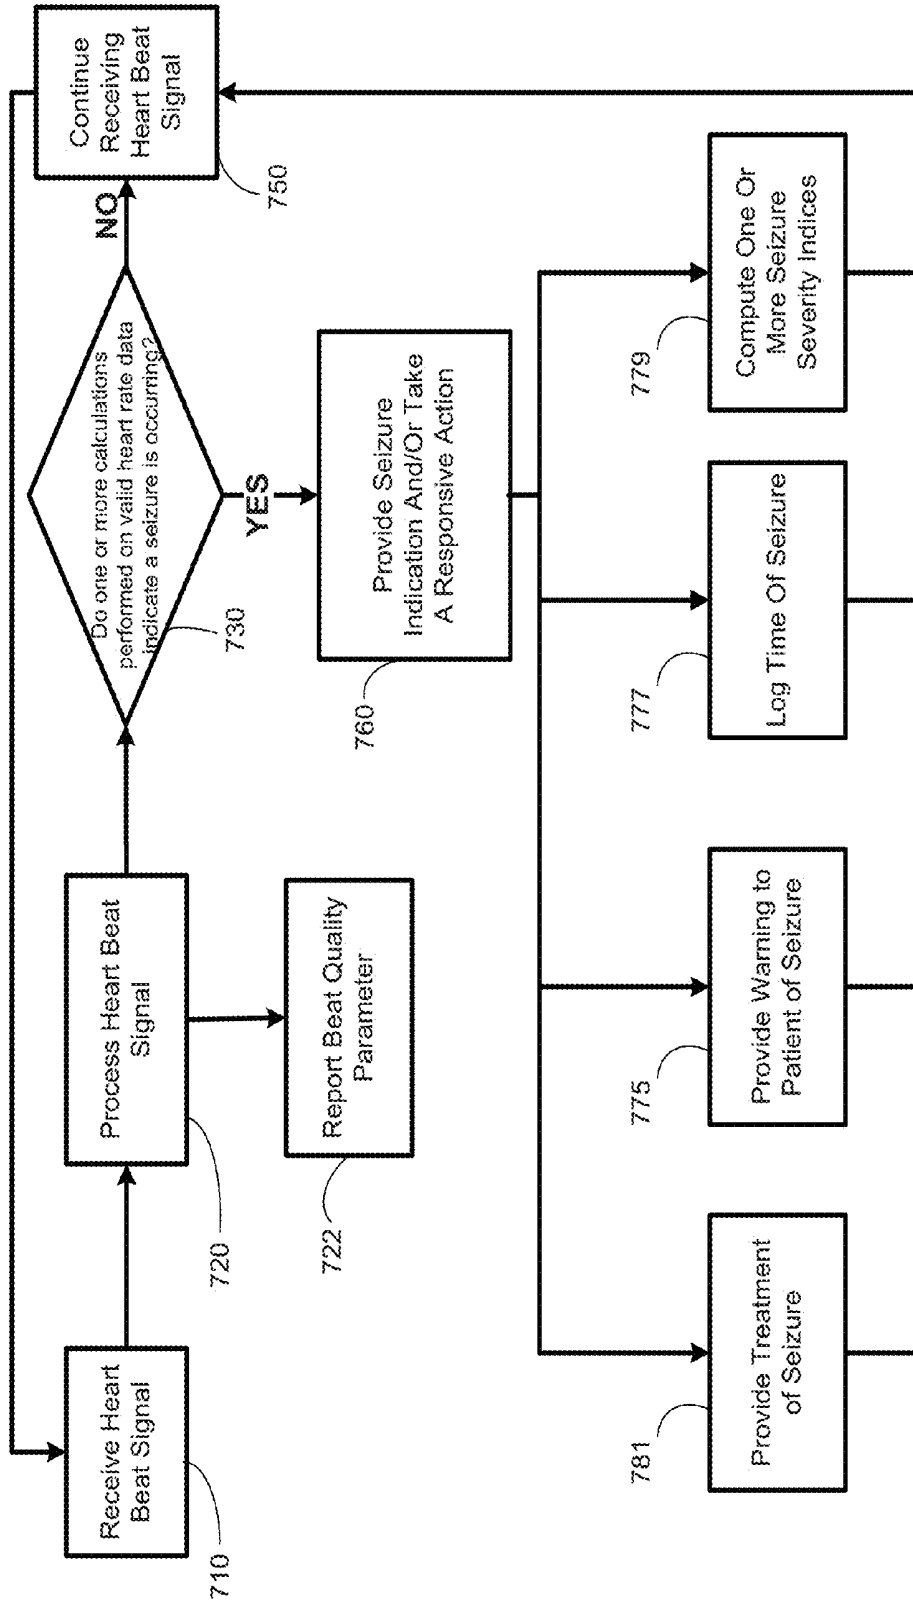 Receive Heart
Beat Signal
710
Process Heart Beat
Signal
720
Report Beat Quality
Parameter
722
Do one or more calculations
performed on valid heart rate data
indicate a seizure is occurring?
730
NO
Continue
Receiving
Heart Beat
Signal
750
YES
Provide Seizure
Indication And/Or Take
A Responsive Action
760
Provide Treatment
of Seizure
781
Provide Warning to
Patient of Seizure
775
Log Time Of Seizure
777
Compute One Or
More Seizure
Severity Indices
779